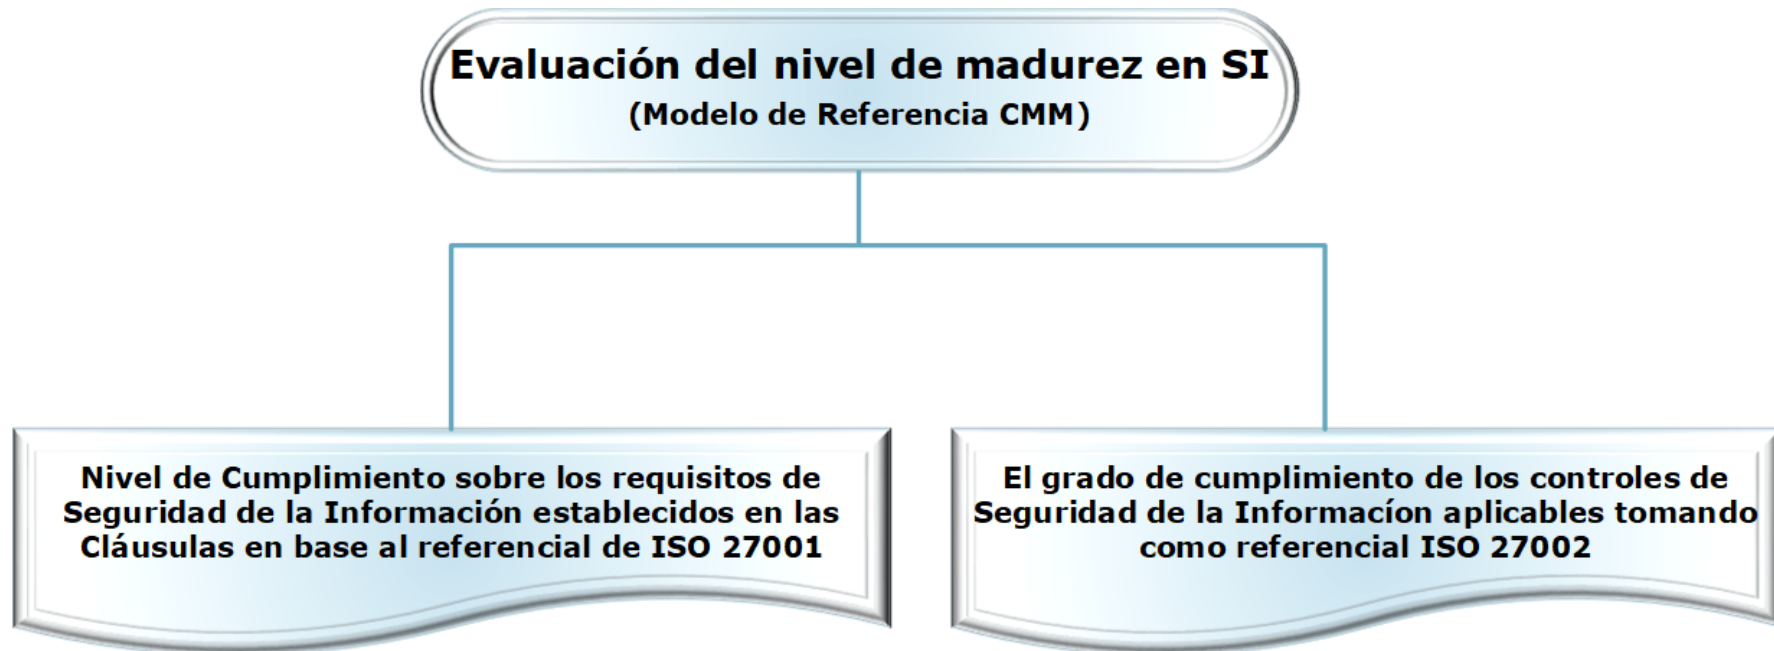 Evaluación del nivel de madurez en SI
(Modelo de Referencia CMM)
Nivel de Cumplimiento sobre los requisitos de
Seguridad de la Información establecidos en las
Cláusulas en base al referencial de ISO 27001
El grado de cumplimiento de los controles de
Seguridad de la Informacíon aplicables tomando
como referencial ISO 27002